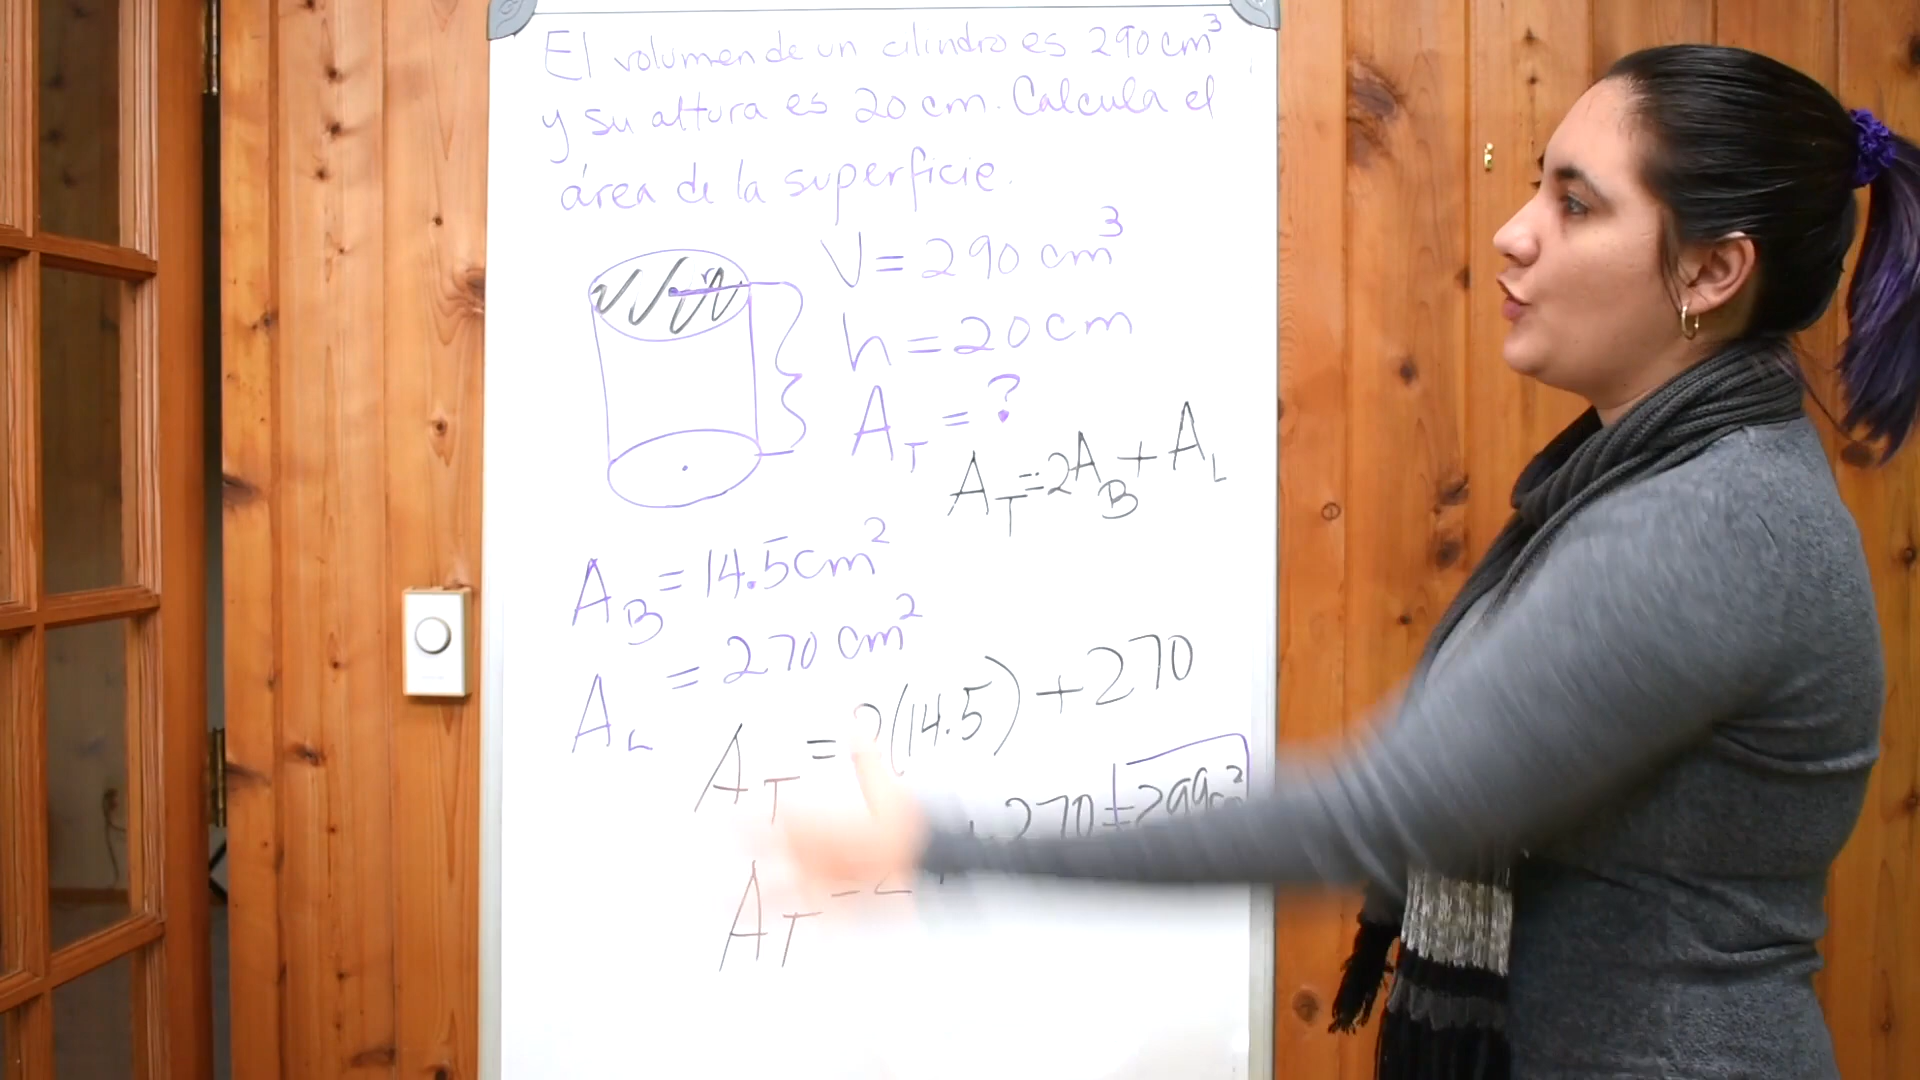 El volumen de un cilindro es 290 cm³
y su altura es 20 cm. Calcula el
área de la superficie.
r
V = 290 cm³
h = 20 cm
A_T = ?
A_T = 2A_B + A_L
A_B = 14.5 cm²
A_L = 270 cm²
A_T = 2(14.5) + 270
A_T = 270 = 299 cm²